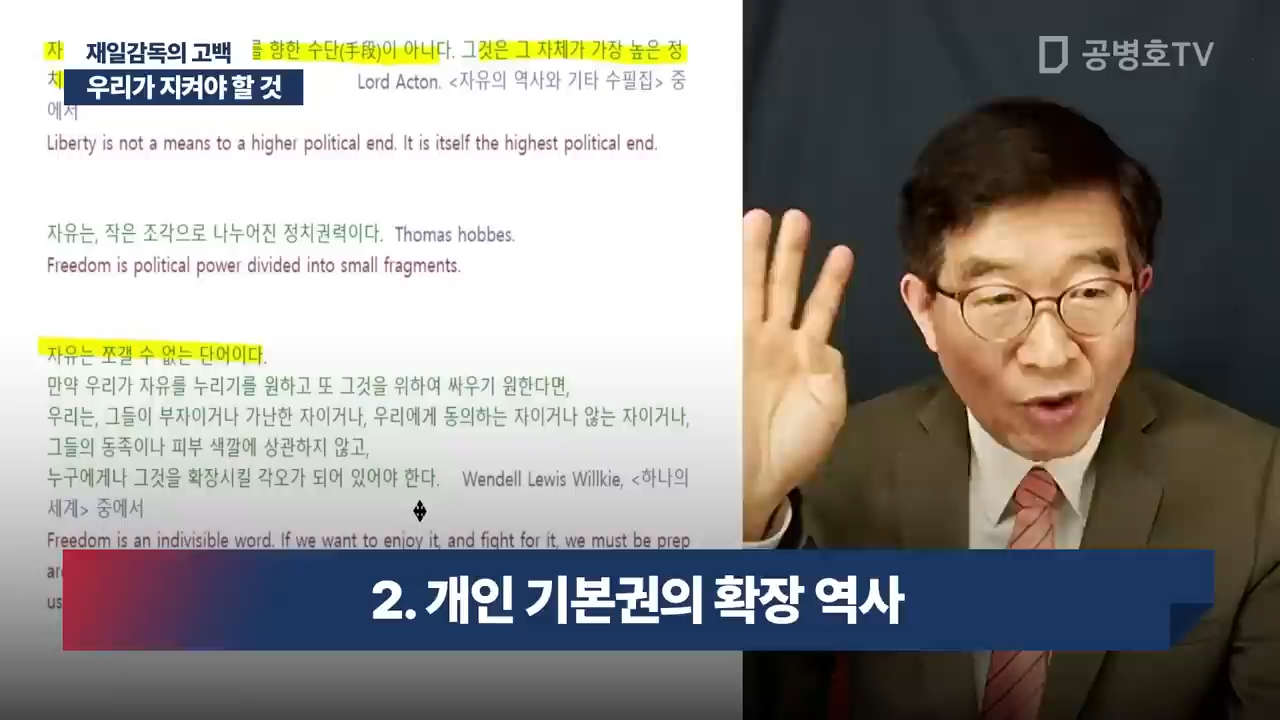 재일감독의 고백
우리가 지켜야 할 것
공병호TV
자 를 향한 수단(手段)이 아니다. 그것은 그 자체가 가장 높은 정
치 Lord Acton. <자유의 역사와 기타 수필집> 중
에서
Liberty is not a means to a higher political end. It is itself the highest political end.
자유는, 작은 조각으로 나누어진 정치권력이다. Thomas hobbes.
Freedom is political power divided into small fragments.
자유는 쪼갤 수 없는 단어이다.
만약 우리가 자유를 누리기를 원하고 또 그것을 위하여 싸우기 원한다면,
우리는, 그들이 부자이거나 가난한 자이거나, 우리에게 동의하는 자이거나 않는 자이거나,
그들의 동족이나 피부 색깔에 상관하지 않고,
누구에게나 그것을 확장시킬 각오가 되어 있어야 한다. Wendell Lewis Willkie, <하나의
세계> 중에서
Freedom is an indivisible word. If we want to enjoy it, and fight for it, we must be prep
ar
us
2. 개인 기본권의 확장 역사